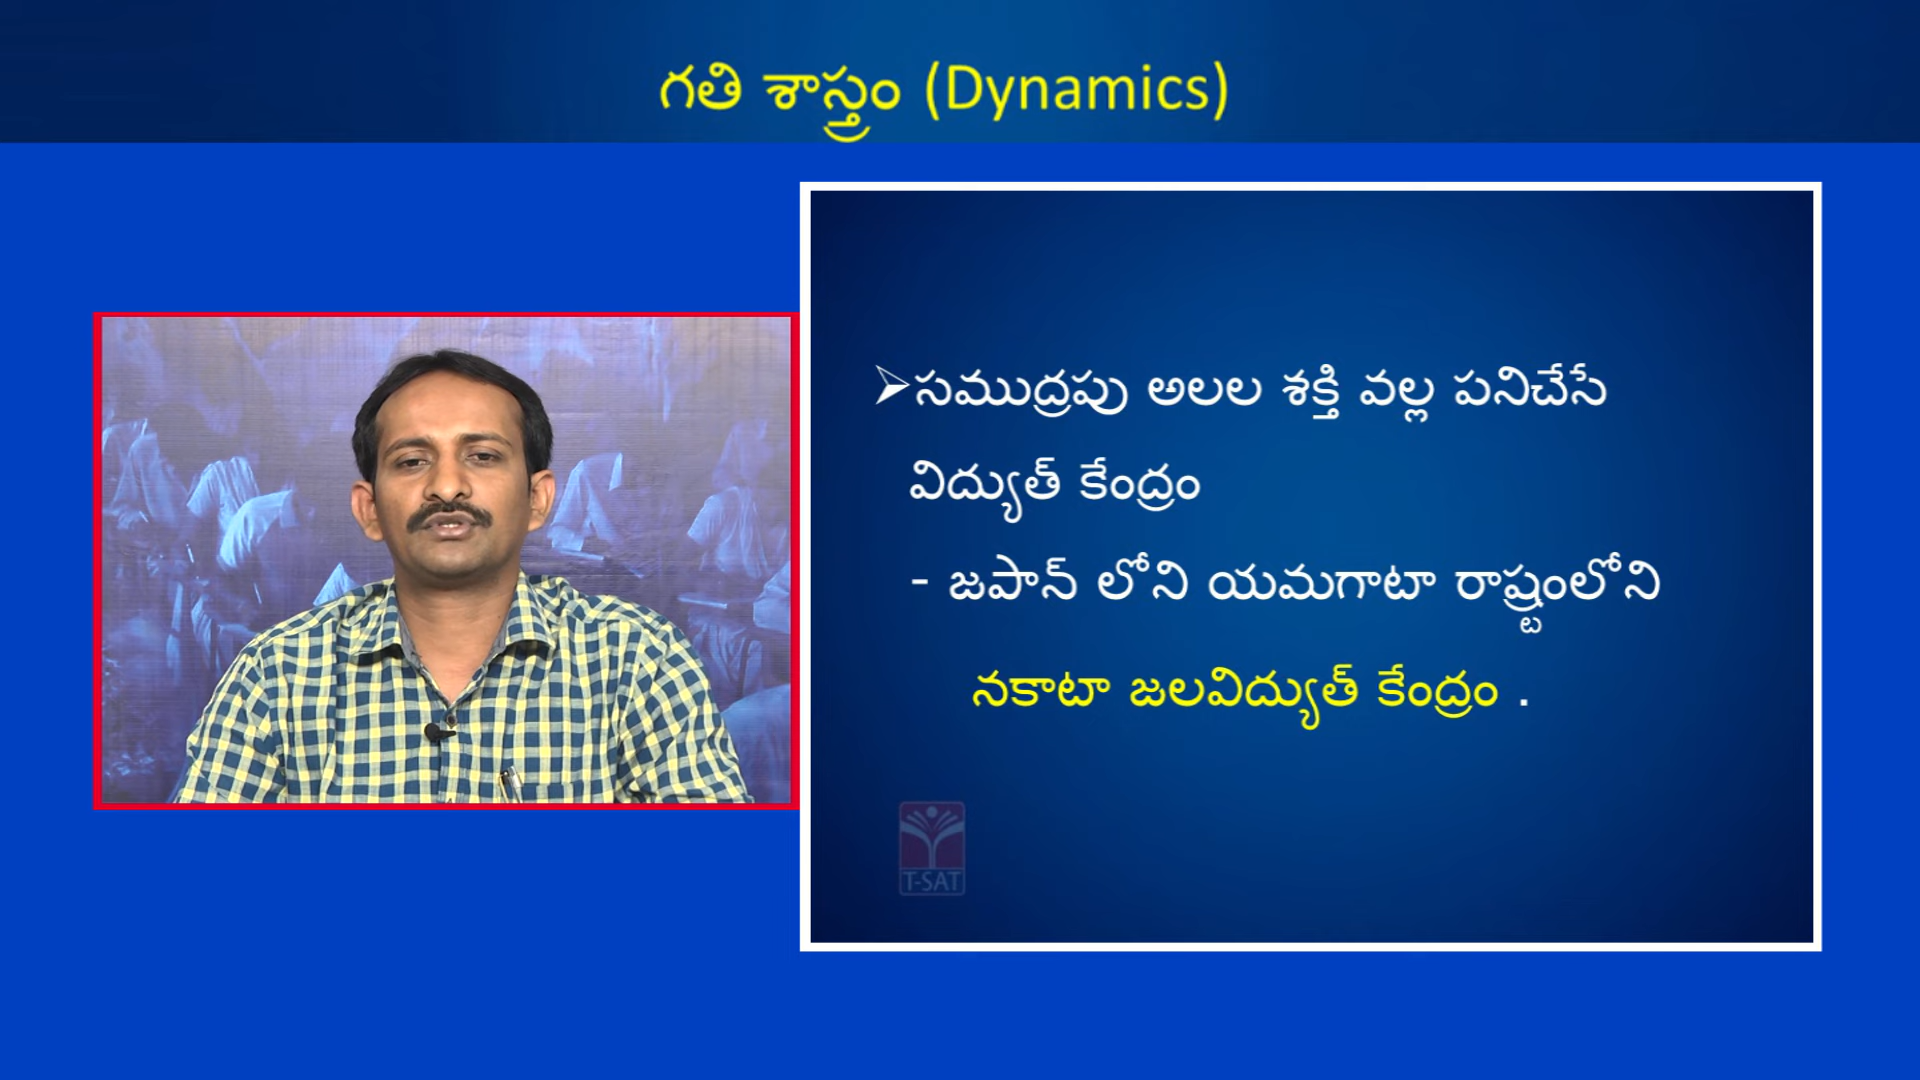 గతి శాస్త్రం (Dynamics)
➢సముద్రపు అలల శక్తి వల్ల పనిచేసే
విద్యుత్ కేంద్రం
- జపాన్ లోని యమగాటా రాష్ట్రంలోని
నకాటా జలవిద్యుత్ కేంద్రం .
T-SAT